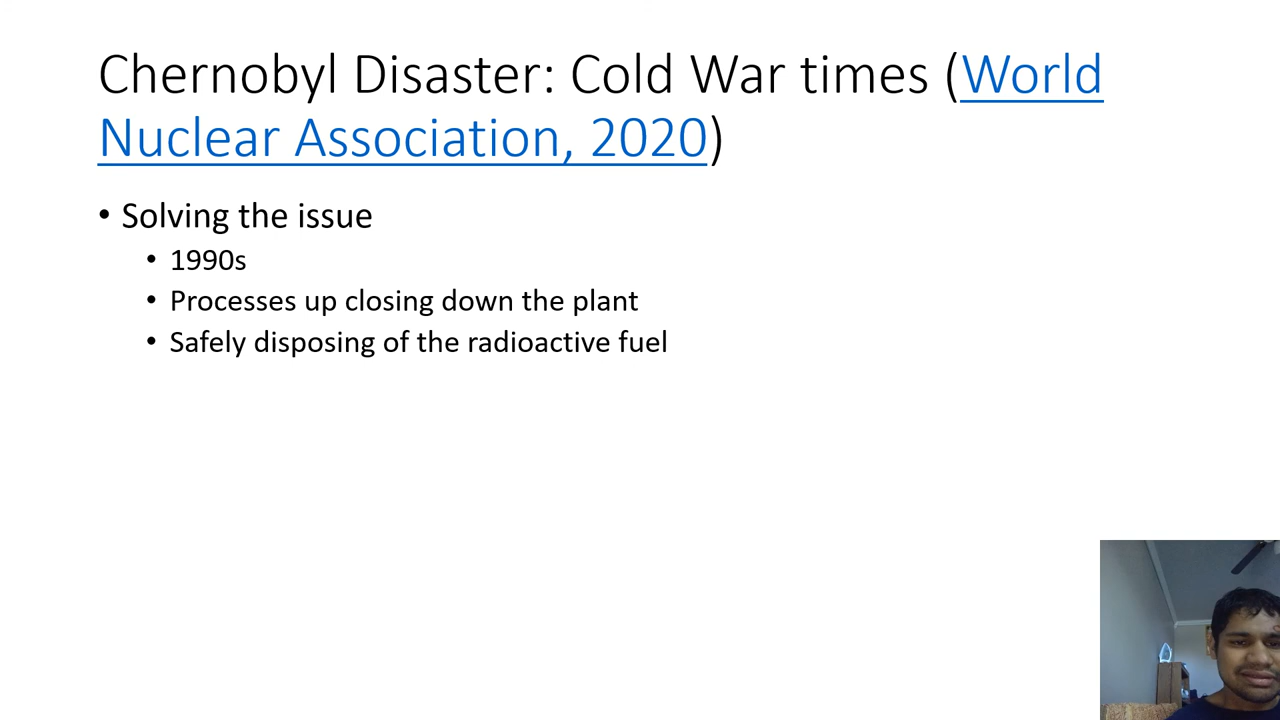 Chernobyl Disaster: Cold War times (World
Nuclear Association, 2020)
• Solving the issue
• 1990s
• Processes up closing down the plant
• Safely disposing of the radioactive fuel